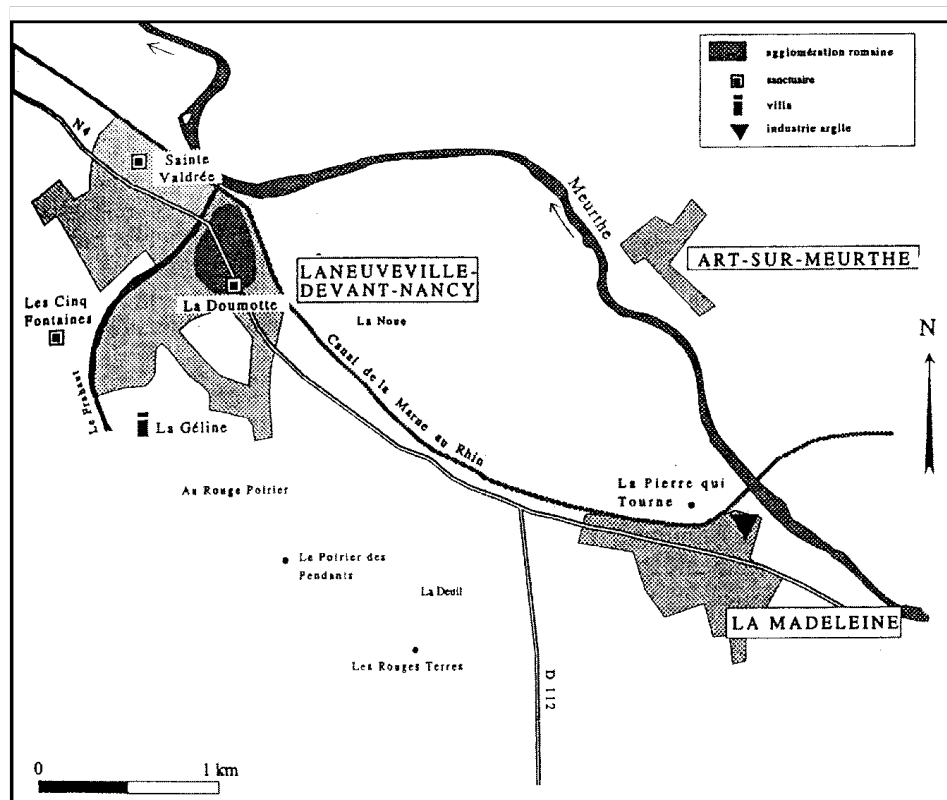 agglomération romaine
sanctuaire
villa
industrie argile
N4
Sainte
Valdrée
Meurthe
ART-SUR-MEURTHE
LANEUVEVILLE-
DEVANT-NANCY
La Doumotte
Les Cinq
Fontaines
La Noue
N
Canal de la Marne au Rhin
Le Prahaut
La Géline
Au Rouge Poirier
La Pierre qui
Tourne
Le Poirier des
Pendants
La Deuil
LA MADELEINE
Les Rouges Terres
D 112
0 1 km